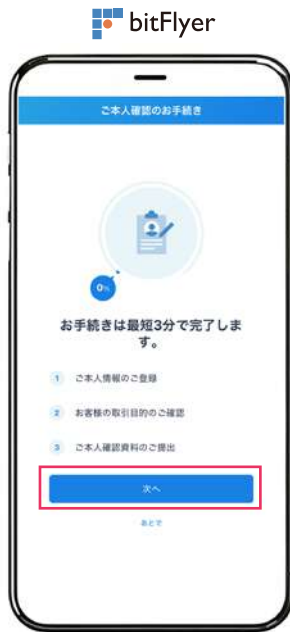 bitFlyer
ご本人確認のお手続き
0%
お手続きは最短3分で完了しま
す。
1 ご本人情報のご登録
2 お客様の取引目的のご確認
3 ご本人確認資料のご提出
次へ
あとで